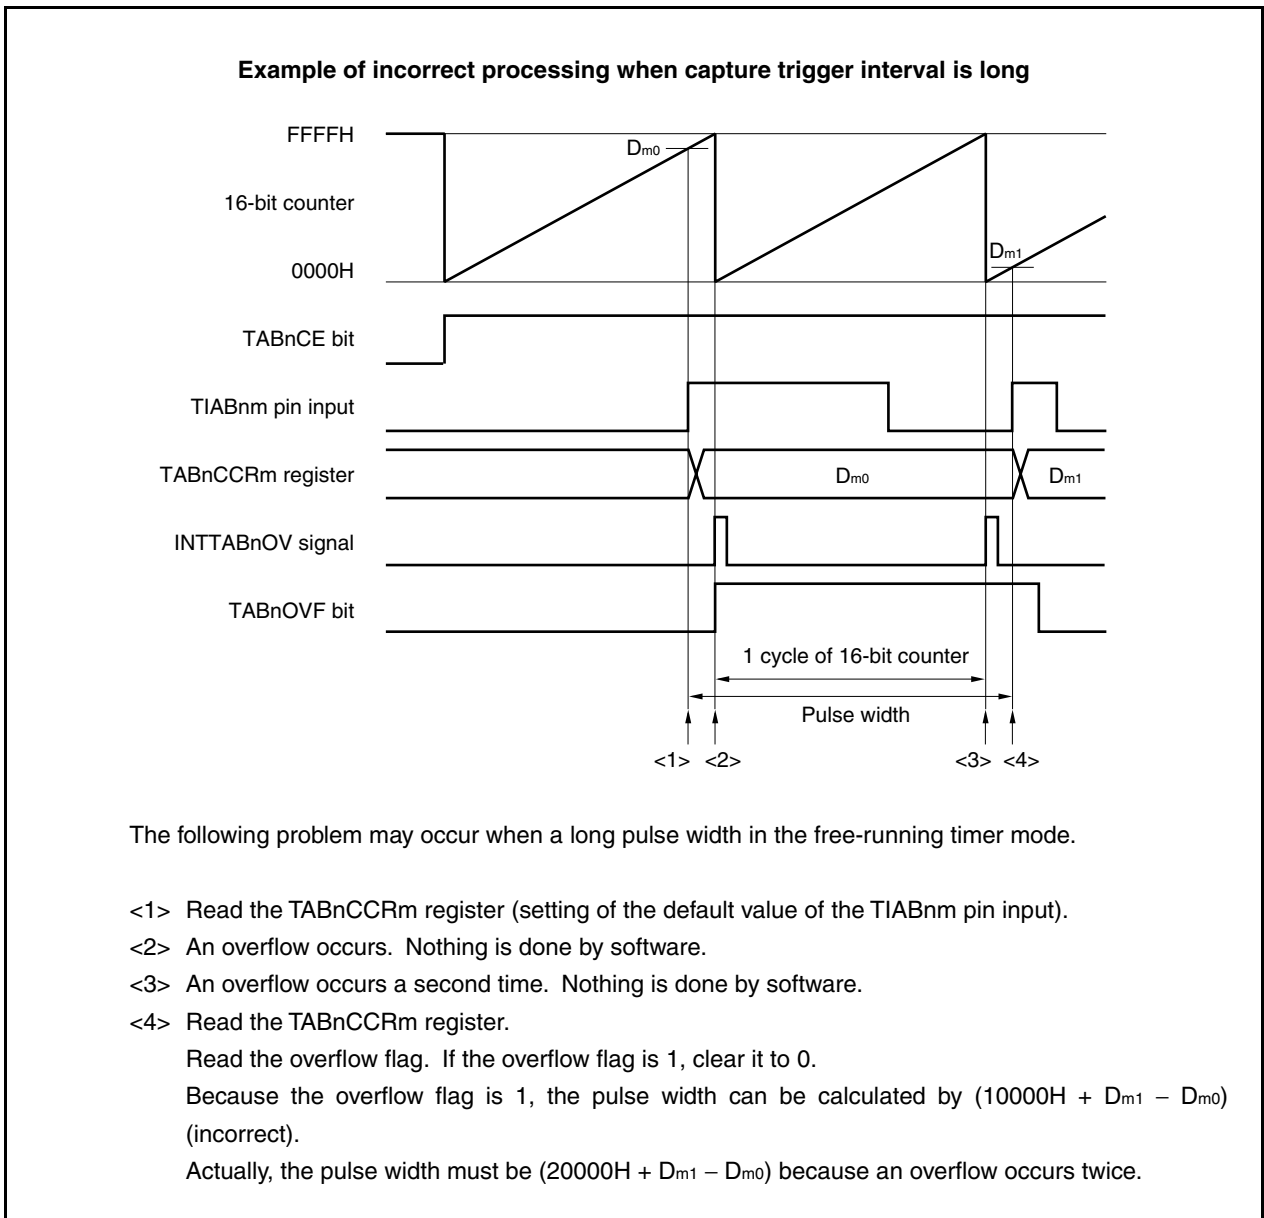 Example of incorrect processing when capture trigger interval is long
FFFFH
Dm0
16-bit counter
Dm1
0000H
TABnCE bit
TIABnm pin input
TABnCCRm register
Dm0
Dm1
INTTABnOV signal
TABnOVF bit
1 cycle of 16-bit counter
Pulse width
<1> <2> <3> <4>
The following problem may occur when a long pulse width in the free-running timer mode.
<1> Read the TABnCCRm register (setting of the default value of the TIABnm pin input).
<2> An overflow occurs. Nothing is done by software.
<3> An overflow occurs a second time. Nothing is done by software.
<4> Read the TABnCCRm register.
Read the overflow flag. If the overflow flag is 1, clear it to 0.
Because the overflow flag is 1, the pulse width can be calculated by (10000H + Dm1 − Dm0)
(incorrect).
Actually, the pulse width must be (20000H + Dm1 − Dm0) because an overflow occurs twice.